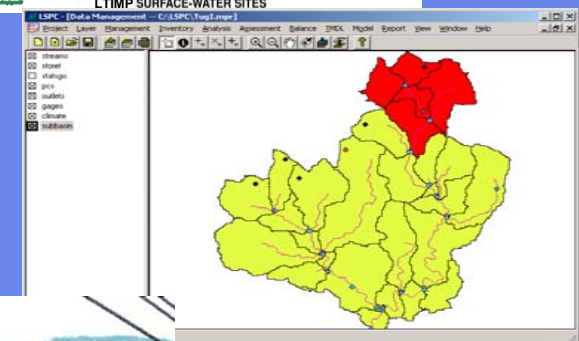 LTIMP SURFACE-WATER SITES
LSPC - [Data Management -- C:\LSPC\Tug1.mpr]
Project Layer Management Inventory Analysis Assessment Balance TMDL Model Report View Window Help
streams
storet
statsgo
pcs
outlets
gages
climate
subbasin